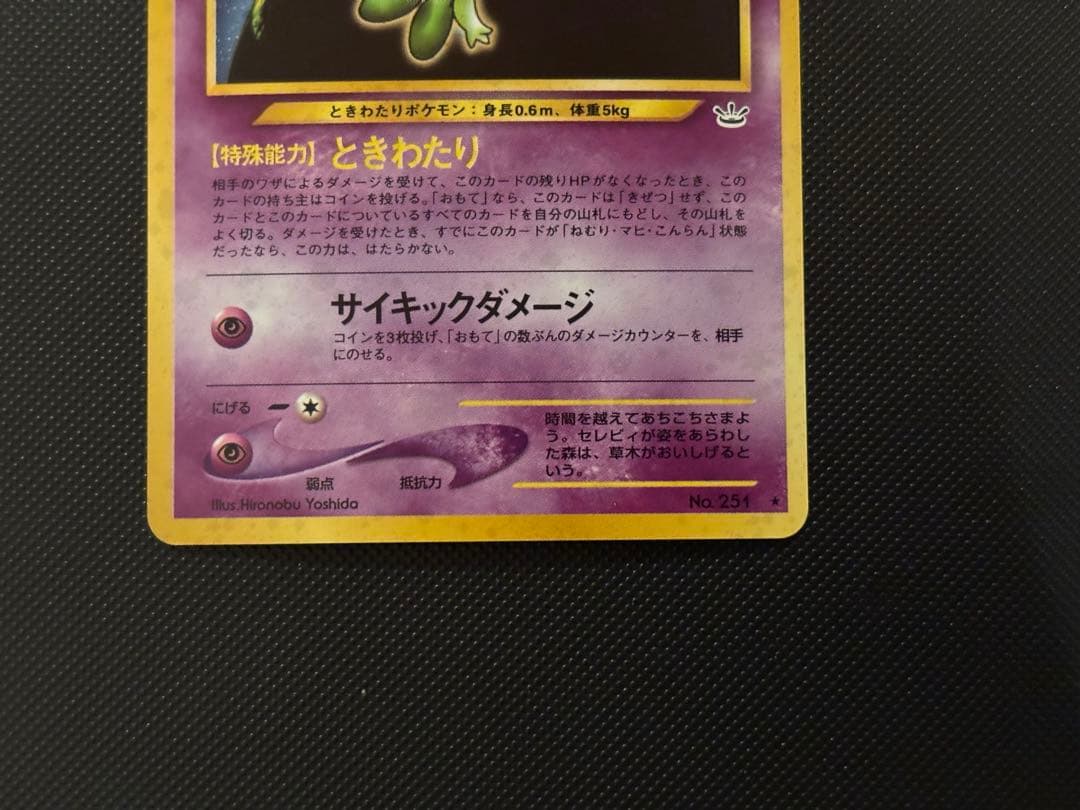 ときわたりポケモン：身長0.6m、体重5kg
【特殊能力】ときわたり
相手のワザによるダメージを受けて、このカードの残りHPがなくなったとき、この
カードの持ち主はコインを投げる。「おもて」なら、このカードは「きぜつ」せず、この
カードとこのカードについているすべてのカードを自分の山札にもどし、その山札を
よく切る。ダメージを受けたとき、すでにこのカードが「ねむり・マヒ・こんらん」状態
だったなら、この力は、はたらかない。
サイキックダメージ
コインを3枚投げ、「おもて」の数ぶんのダメージカウンターを、相手
にのせる。
にげる
弱点
抵抗力
時間を越えてあちこちさまよ
う。セレビィが姿をあらわし
た森は、草木がおいしげると
いう。
Illus.Hironobu Yoshida
No. 251 ★